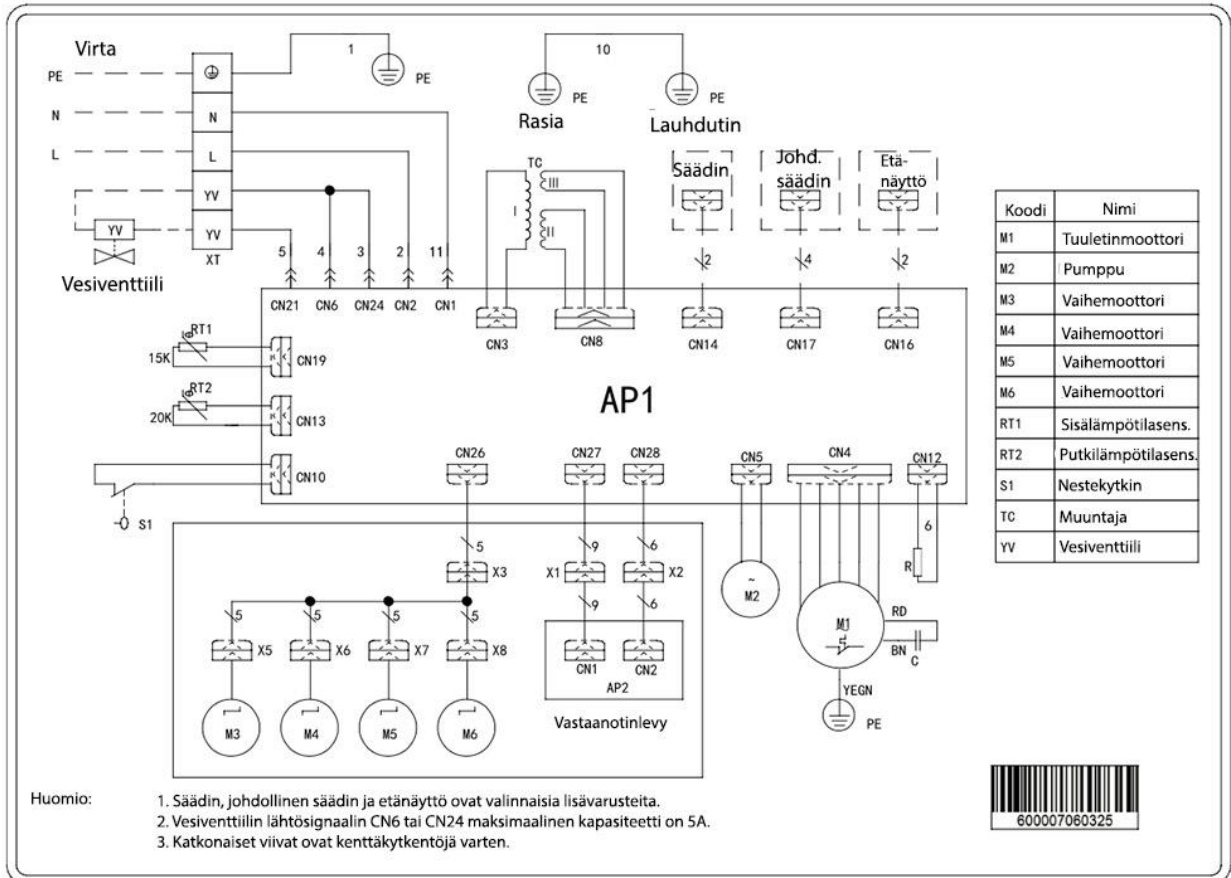 Virta
PE
N
L
N
L
YV
YV
XT
YV
Vesiventtiili
1
PE
10
PE
PE
Rasia
Lauhdutin
TC
I
II
III
Säädin
Johd.
säädin
Etä-
näyttö
2
4
2
5
4
3
2
11
CN21
CN6
CN24
CN2
CN1
CN3
CN8
CN14
CN17
CN16
RT1
15K
CN19
RT2
20K
CN13
CN10
S1
AP1
CN26
CN27
CN28
CN5
CN4
CN12
5
9
6
6
X3
X1
X2
R
9
6
5
5
5
5
X5
X6
X7
X8
CN1
CN2
AP2
M3
M4
M5
M6
Vastaanotinlevy
~
M2
M1
RD
BN
C
YEGN
PE
Koodi Nimi
M1 Tuuletinmoottori
M2 Pumppu
M3 Vaihemoottori
M4 Vaihemoottori
M5 Vaihemoottori
M6 Vaihemoottori
RT1 Sisälämpötilasens.
RT2 Putkilämpötilasens.
S1 Nestekytkin
TC Muuntaja
YV Vesiventtiili
Huomio:
1. Säädin, johdollinen säädin ja etänäyttö ovat valinnaisia lisävarusteita.
2. Vesiventtiilin lähtösignaalin CN6 tai CN24 maksimaalinen kapasiteetti on 5A.
3. Katkonaiset viivat ovat kenttäkytkentöjä varten.
600007060325